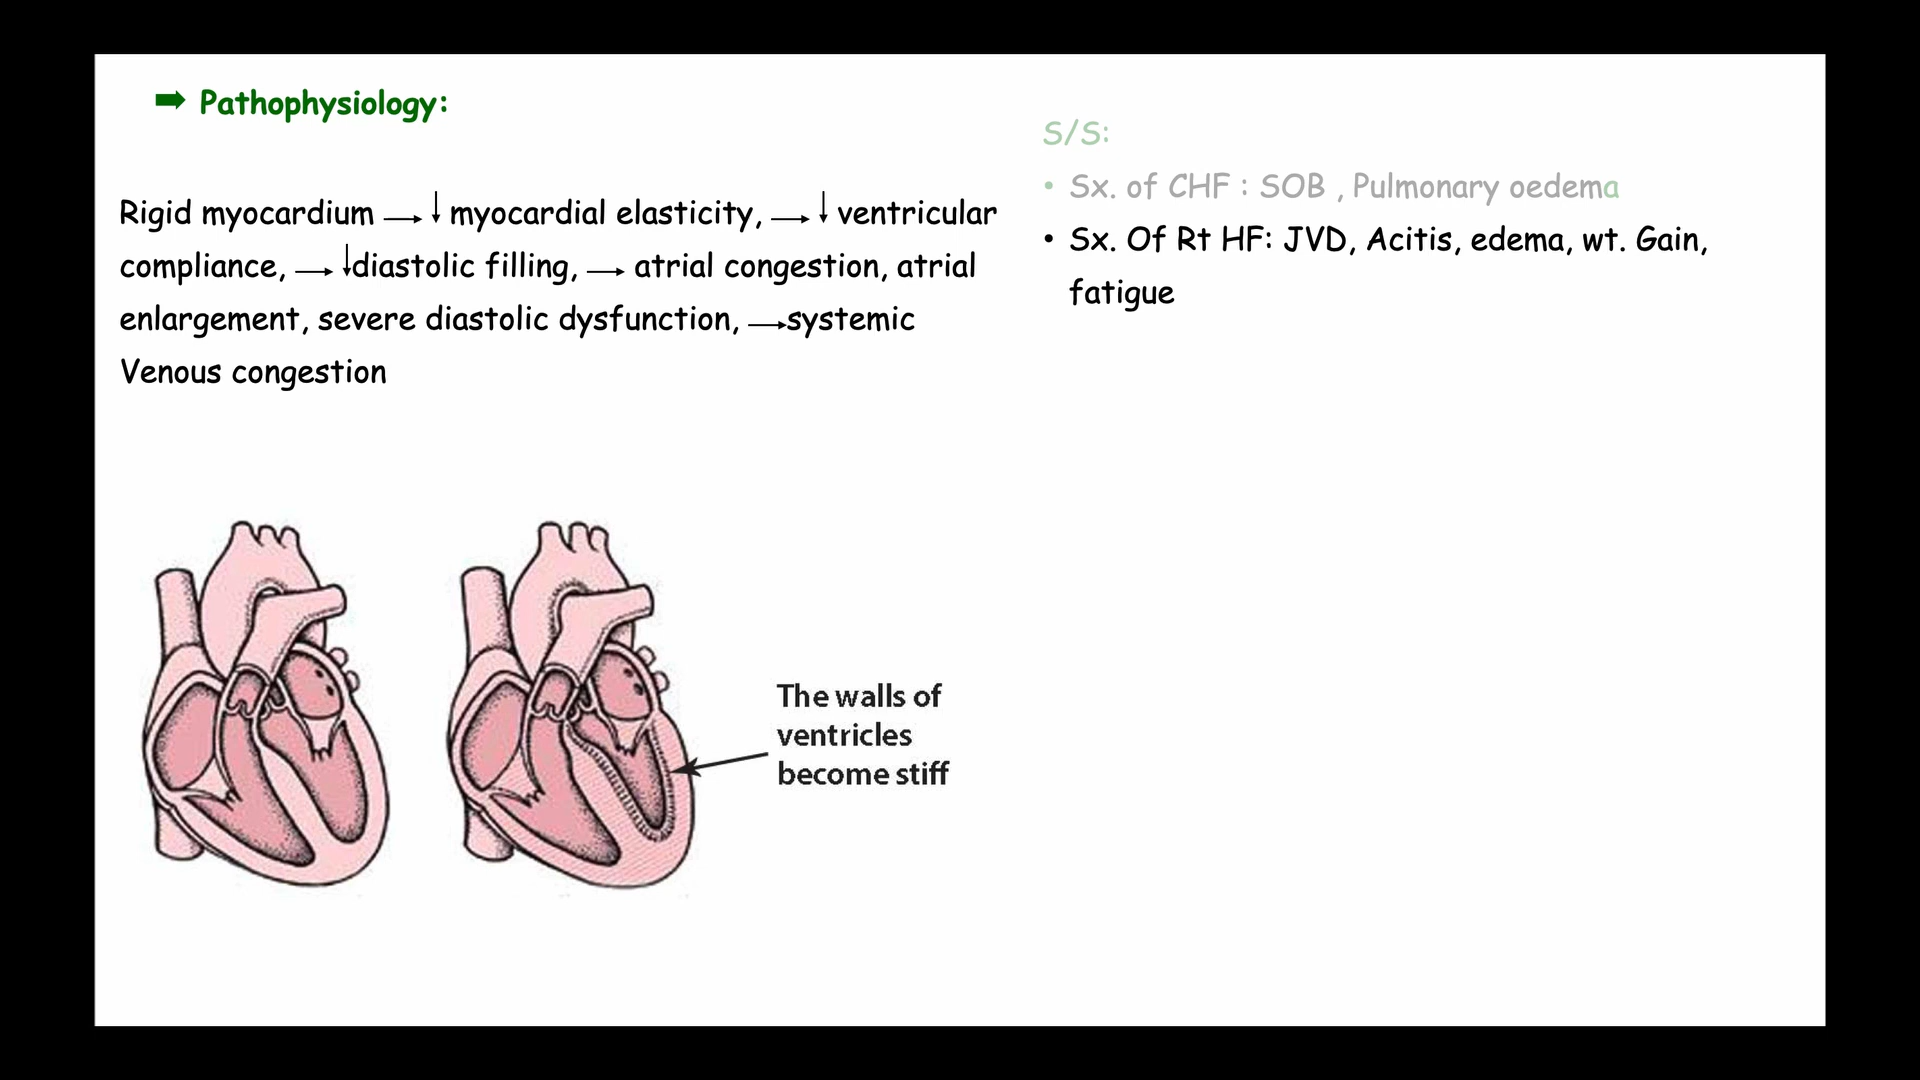 ➡ Pathophysiology:
Rigid myocardium → ↓ myocardial elasticity, → ↓ ventricular
compliance, → ↓diastolic filling, → atrial congestion, atrial
enlargement, severe diastolic dysfunction, →systemic
Venous congestion
S/S:
• Sx. of CHF : SOB , Pulmonary oedema
• Sx. Of Rt HF: JVD, Acitis, edema, wt. Gain,
fatigue
The walls of
ventricles
become stiff